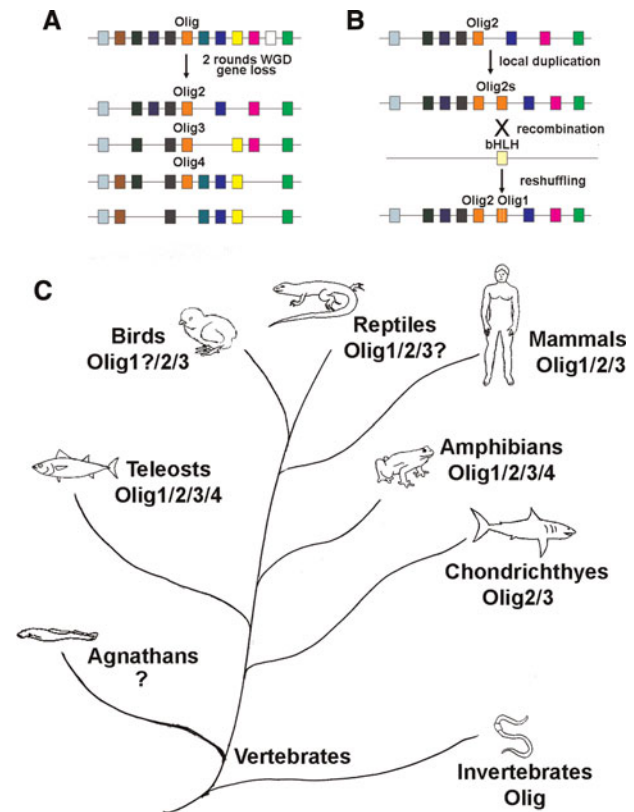 A
Olig
2 rounds WGD
gene loss
Olig2
Olig3
Olig4
B
Olig2
local duplication
Olig2s
recombination
bHLH
reshuffling
Olig2 Olig1
C
Birds
Olig1?/2/3
Reptiles
Olig1/2/3?
Mammals
Olig1/2/3
Teleosts
Olig1/2/3/4
Amphibians
Olig1/2/3/4
Chondrichthyes
Olig2/3
Agnathans
?
Vertebrates
Invertebrates
Olig